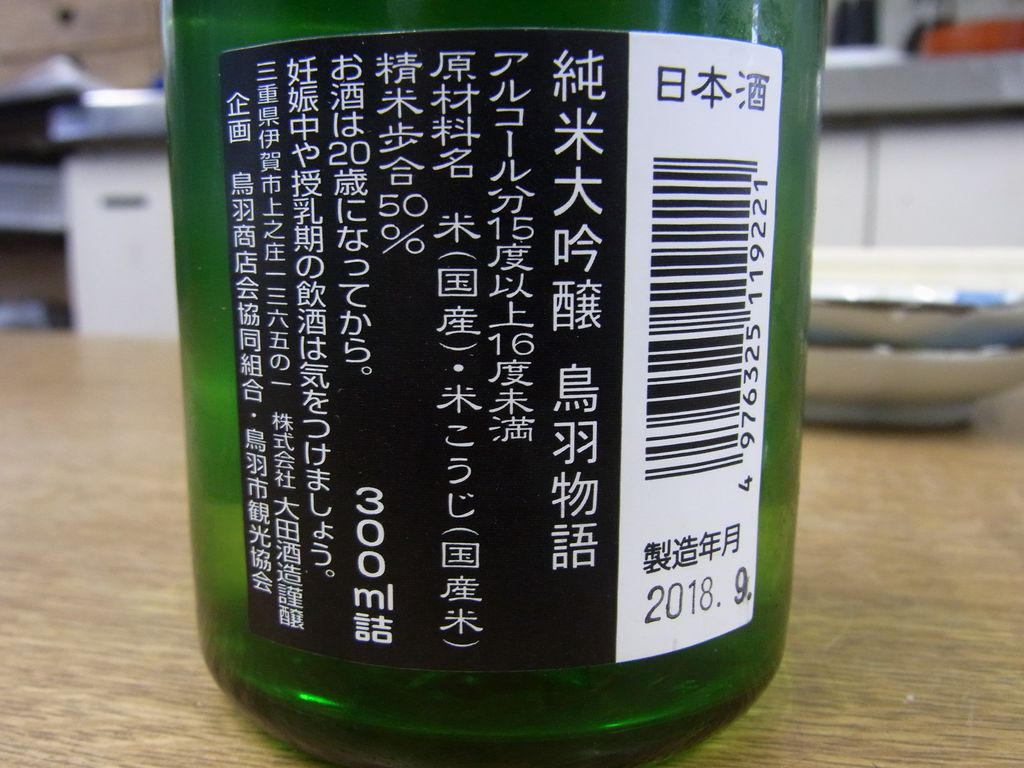 日本酒
4 976325 119221
製造年月
2018. 9.
純米大吟醸 鳥羽物語
アルコール分15度以上16度未満
原材料名 米(国産)・米こうじ(国産米)
精米歩合50%
300ml詰
お酒は20歳になってから。
妊娠中や授乳期の飲酒は気をつけましょう。
三重県伊賀市上之庄一三六五の一 株式会社 大田酒造謹醸
企画 鳥羽商店会協同組合・鳥羽市観光協会